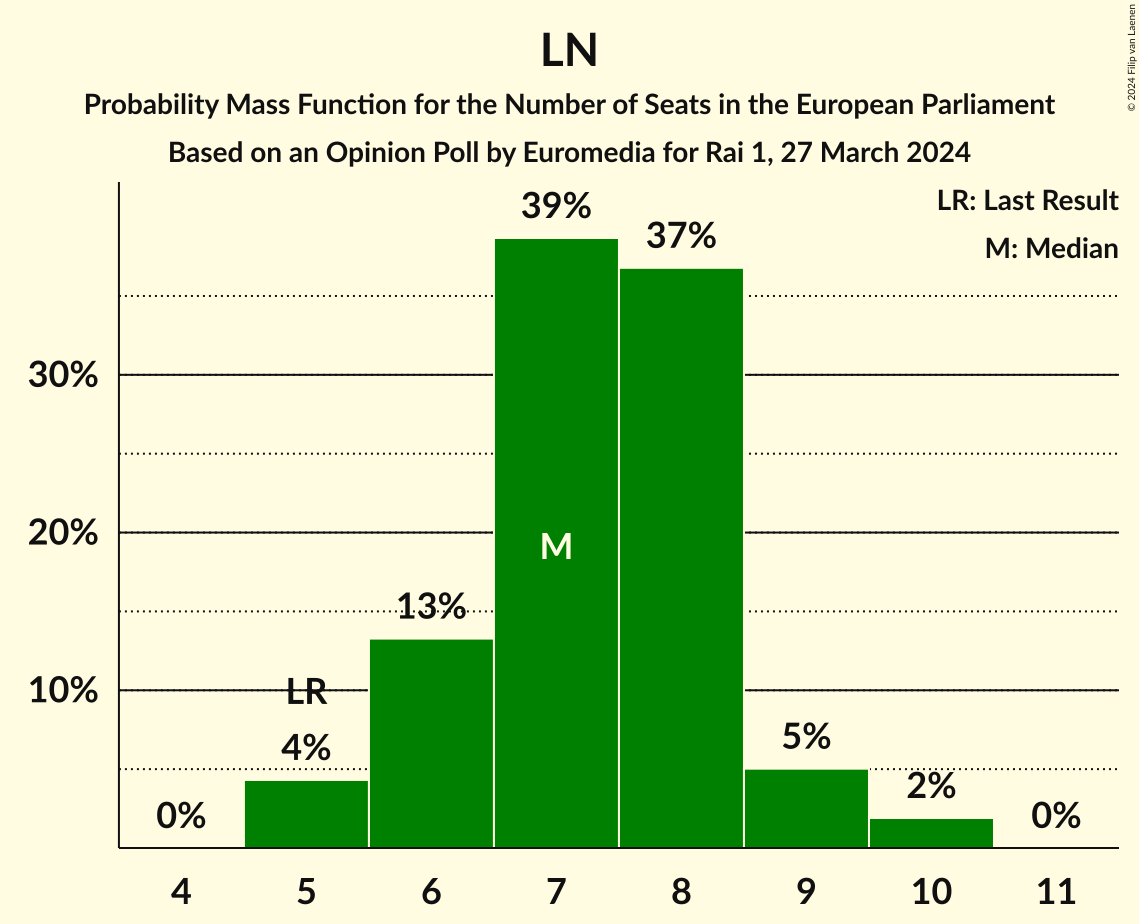 LN
Probability Mass Function for the Number of Seats in the European Parliament
Based on an Opinion Poll by Euromedia for Rai 1, 27 March 2024
© 2024 Filip van Laenen
LR: Last Result
M: Median
39%
37%
30%
20%
M
13%
10%
LR
4%
5%
2%
0%
0%
4 5 6 7 8 9 10 11